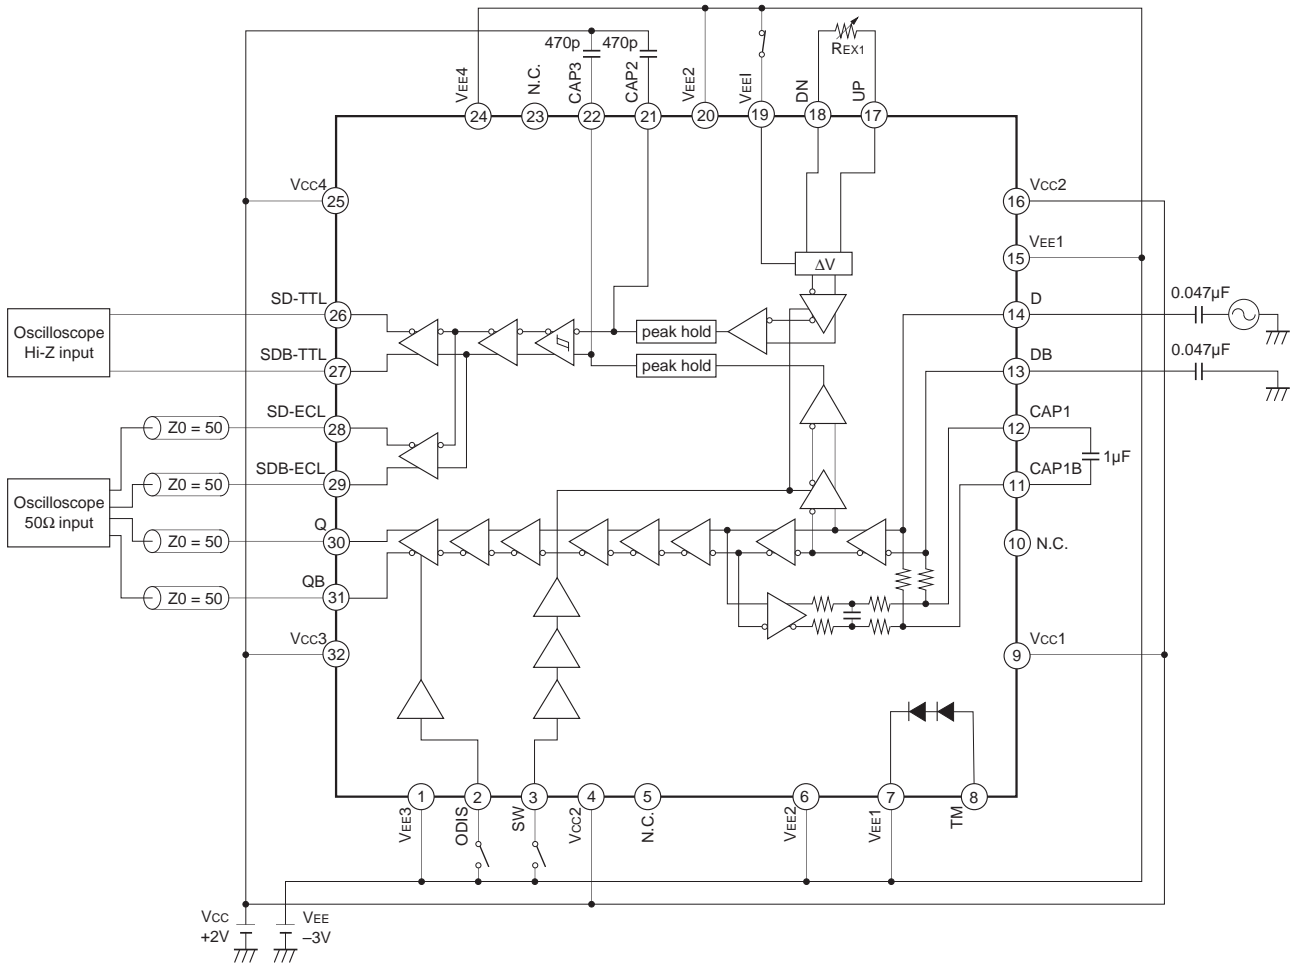 470p 470p
REX1
VEE4
N.C.
CAP3
CAP2
VEE2
VEEI
DN
UP
24 23 22 21 20 19 18 17
VCC4
25
VCC2
16
VEE1
15
ΔV
Oscilloscope
Hi-Z input
SD-TTL
26
SDB-TTL
27
peak hold
peak hold
D
14
0.047µF
DB
13
0.047µF
Z0 = 50
SD-ECL
28
CAP1
12
1µF
Oscilloscope
50Ω input
Z0 = 50
SDB-ECL
29
CAP1B
11
Z0 = 50
Q
30
10
N.C.
Z0 = 50
QB
31
VCC3
32
VCC1
9
1 2 3 4 5 6 7 8
VEE3
ODIS
SW
VCC2
N.C.
VEE2
VEE1
TM
VCC
+2V
VEE
–3V